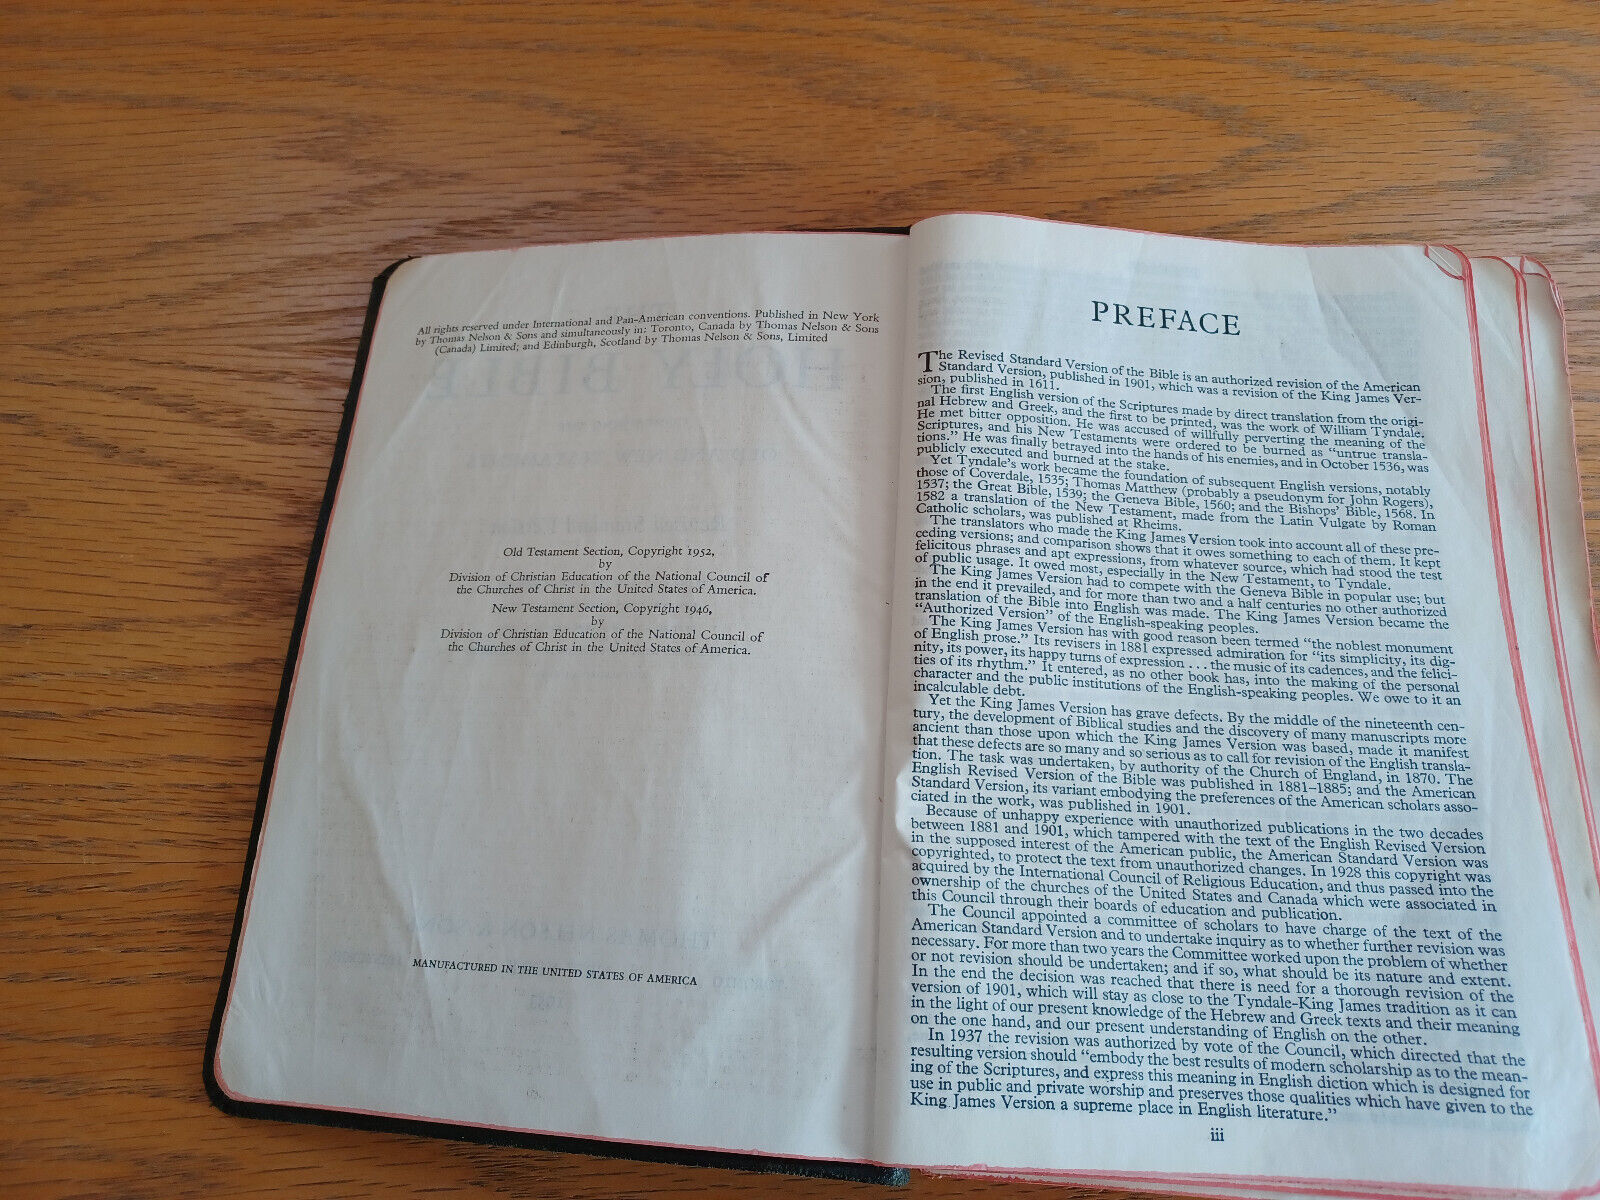 All rights reserved under International and Pan-American conventions. Published in New York
by Thomas Nelson & Sons and simultaneously in: Toronto, Canada by Thomas Nelson & Sons
(Canada) Limited; and Edinburgh, Scotland by Thomas Nelson & Sons, Limited
Old Testament Section, Copyright 1952,
by
Division of Christian Education of the National Council of
the Churches of Christ in the United States of America.
New Testament Section, Copyright 1946,
by
Division of Christian Education of the National Council of
the Churches of Christ in the United States of America.
MANUFACTURED IN THE UNITED STATES OF AMERICA
PREFACE
The Revised Standard Version of the Bible is an authorized revision of the American
Standard Version, published in 1901, which was a revision of the King James Ver-
sion, published in 1611.
The first English version of the Scriptures made by direct translation from the origi-
nal Hebrew and Greek, and the first to be printed, was the work of William Tyndale.
He met bitter opposition. He was accused of willfully perverting the meaning of the
Scriptures, and his New Testaments were ordered to be burned as “untrue transla-
tions.” He was finally betrayed into the hands of his enemies, and in October 1536, was
publicly executed and burned at the stake.
Yet Tyndale’s work became the foundation of subsequent English versions, notably
those of Coverdale, 1535; Thomas Matthew (probably a pseudonym for John Rogers),
1537; the Great Bible, 1539; the Geneva Bible, 1560; and the Bishops’ Bible, 1568. In
1582 a translation of the New Testament, made from the Latin Vulgate by Roman
Catholic scholars, was published at Rheims.
The translators who made the King James Version took into account all of these pre-
ceding versions; and comparison shows that it owes something to each of them. It kept
felicitous phrases and apt expressions, from whatever source, which had stood the test
of public usage. It owed most, especially in the New Testament, to Tyndale.
The King James Version had to compete with the Geneva Bible in popular use; but
in the end it prevailed, and for more than two and a half centuries no other authorized
translation of the Bible into English was made. The King James Version became the
“Authorized Version” of the English-speaking peoples.
The King James Version has with good reason been termed “the noblest monument
of English prose.” Its revisers in 1881 expressed admiration for “its simplicity, its dig-
nity, its power, its happy turns of expression . . . the music of its cadences, and the felici-
ties of its rhythm.” It entered, as no other book has, into the making of the personal
character and the public institutions of the English-speaking peoples. We owe to it an
incalculable debt.
Yet the King James Version has grave defects. By the middle of the nineteenth cen-
tury, the development of Biblical studies and the discovery of many manuscripts more
ancient than those upon which the King James Version was based, made it manifest
that these defects are so many and so serious as to call for revision of the English transla-
tion. The task was undertaken, by authority of the Church of England, in 1870. The
English Revised Version of the Bible was published in 1881–1885; and the American
Standard Version, its variant embodying the preferences of the American scholars asso-
ciated in the work, was published in 1901.
Because of unhappy experience with unauthorized publications in the two decades
between 1881 and 1901, which tampered with the text of the English Revised Version
in the supposed interest of the American public, the American Standard Version was
copyrighted, to protect the text from unauthorized changes. In 1928 this copyright was
acquired by the International Council of Religious Education, and thus passed into the
ownership of the churches of the United States and Canada which were associated in
this Council through their boards of education and publication.
The Council appointed a committee of scholars to have charge of the text of the
American Standard Version and to undertake inquiry as to whether further revision was
necessary. For more than two years the Committee worked upon the problem of whether
or not revision should be undertaken; and if so, what should be its nature and extent.
In the end the decision was reached that there is need for a thorough revision of the
version of 1901, which will stay as close to the Tyndale-King James tradition as it can
in the light of our present knowledge of the Hebrew and Greek texts and their meaning
on the one hand, and our present understanding of English on the other.
In 1937 the revision was authorized by vote of the Council, which directed that the
resulting version should “embody the best results of modern scholarship as to the mean-
ing of the Scriptures, and express this meaning in English diction which is designed for
use in public and private worship and preserves those qualities which have given to the
King James Version a supreme place in English literature.”
iii